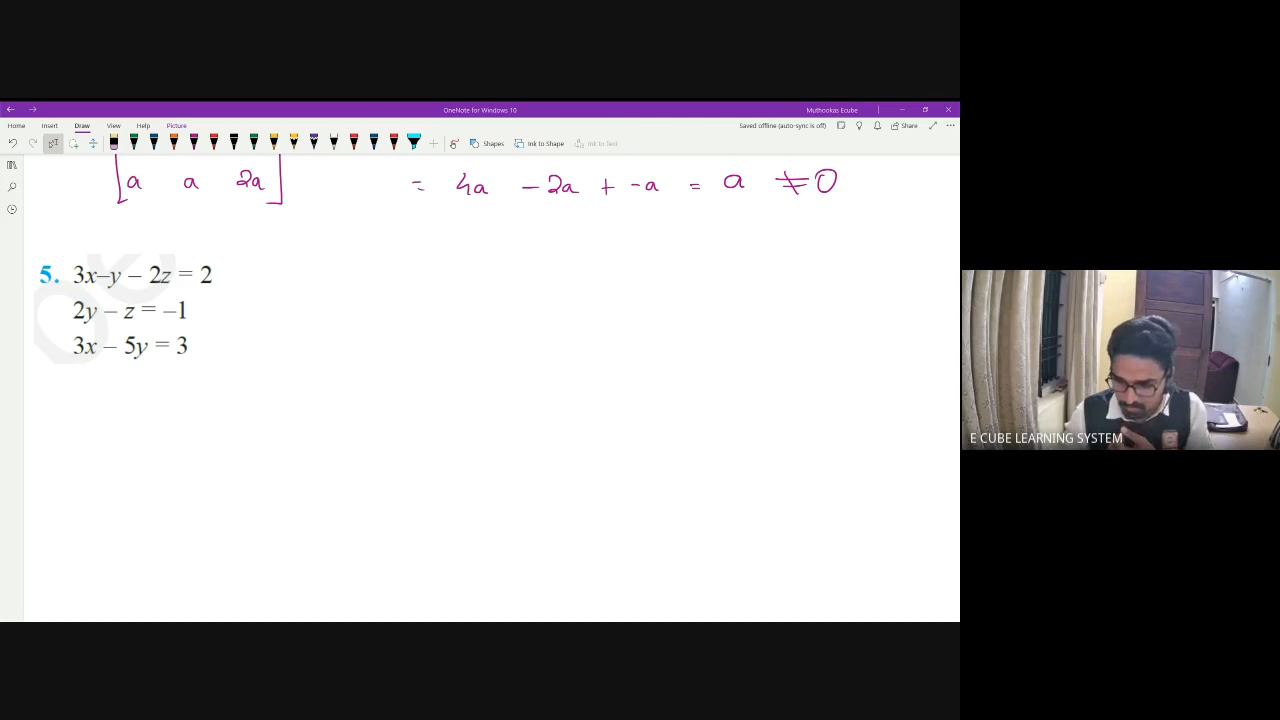 OneNote for Windows 10
Muthookas Ecube
Home Insert Draw View Help Picture
Saved offline (auto-sync is off) Share
Shapes Ink to Shape Ink to Text
a a 2a = 4a - 2a + -a = a ≠ 0
5. 3x–y – 2z = 2
2y – z = –1
3x – 5y = 3
E CUBE LEARNING SYSTEM